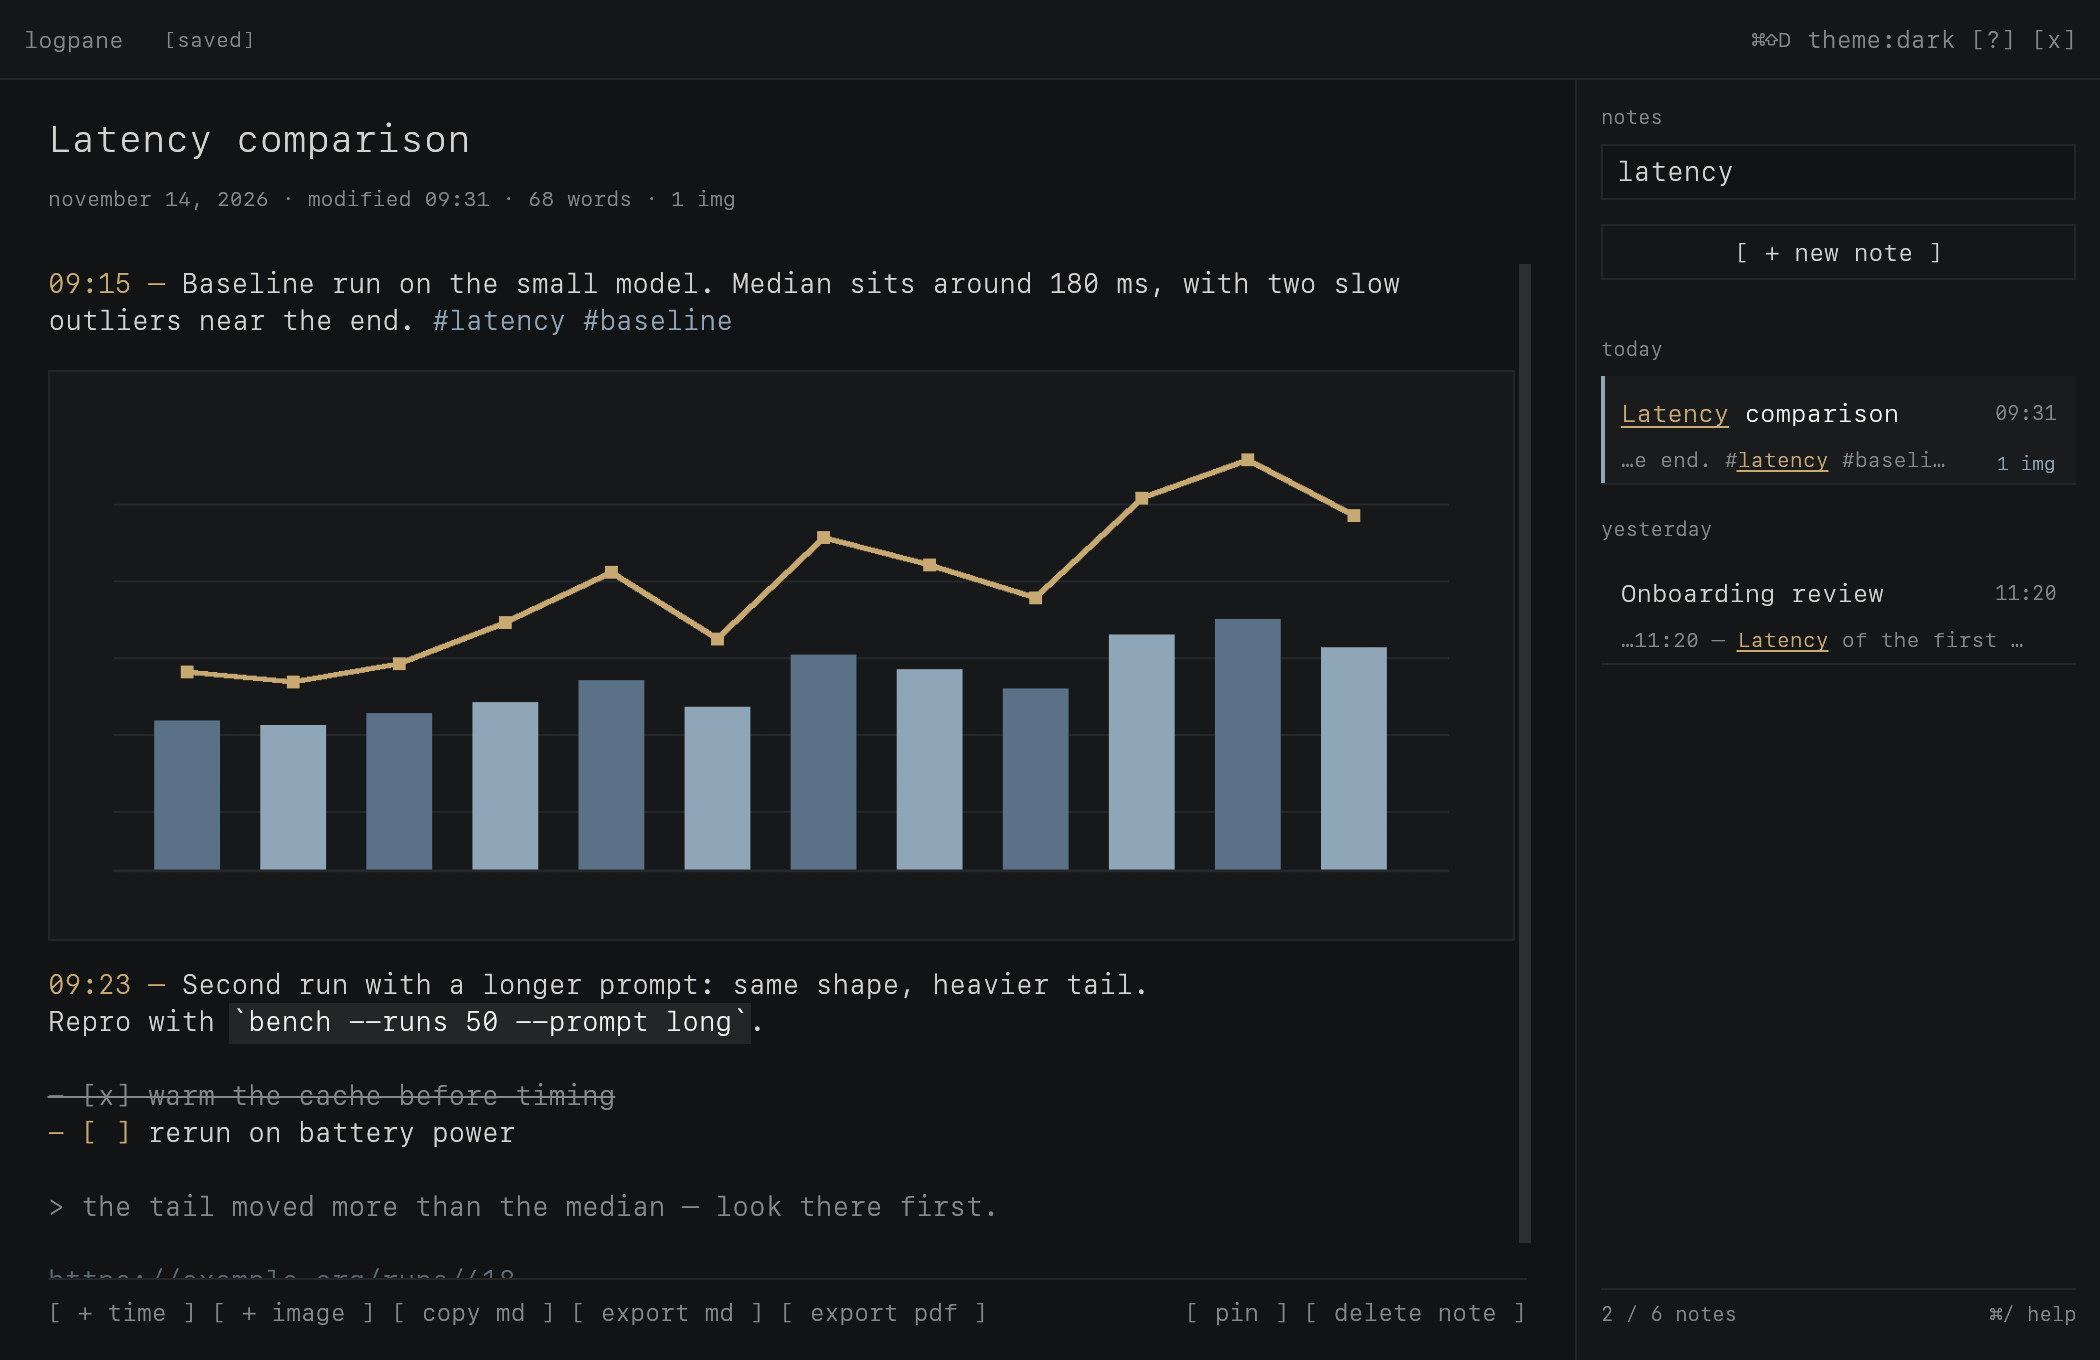 logpane [saved] ⌘⇧D theme:dark [?] [x]
Latency comparison
november 14, 2026 · modified 09:31 · 68 words · 1 img
09:15 — Baseline run on the small model. Median sits around 180 ms, with two slow
outliers near the end. #latency #baseline
09:23 — Second run with a longer prompt: same shape, heavier tail.
Repro with `bench --runs 50 --prompt long`.
- [x] warm the cache before timing
- [ ] rerun on battery power
> the tail moved more than the median — look there first.
https://example.org/runs/418
[ + time ] [ + image ] [ copy md ] [ export md ] [ export pdf ] [ pin ] [ delete note ]
notes
latency
[ + new note ]
today
Latency comparison 09:31
…e end. #latency #baseli… 1 img
yesterday
Onboarding review 11:20
…11:20 — Latency of the first …
2 / 6 notes ⌘/ help